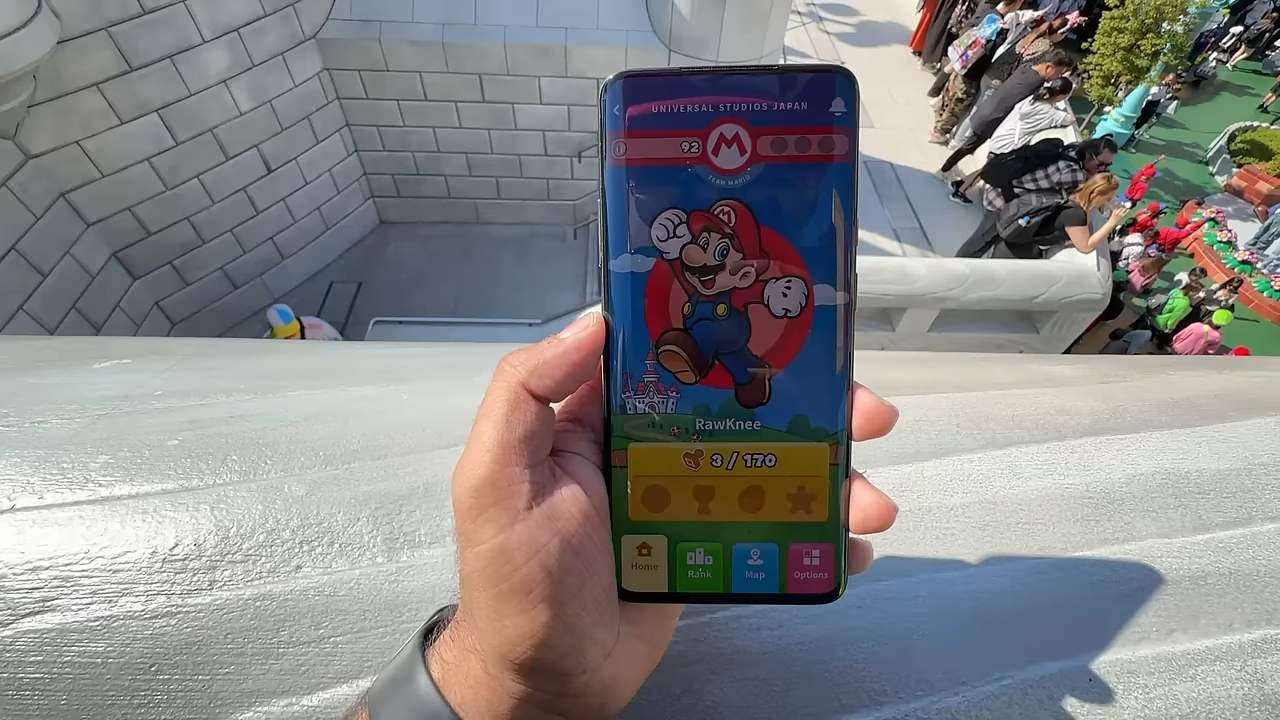 UNIVERSAL STUDIOS JAPAN
92
M
TEAM MARIO
M
RawKnee
3 / 170
Home
Rank
Map
Options